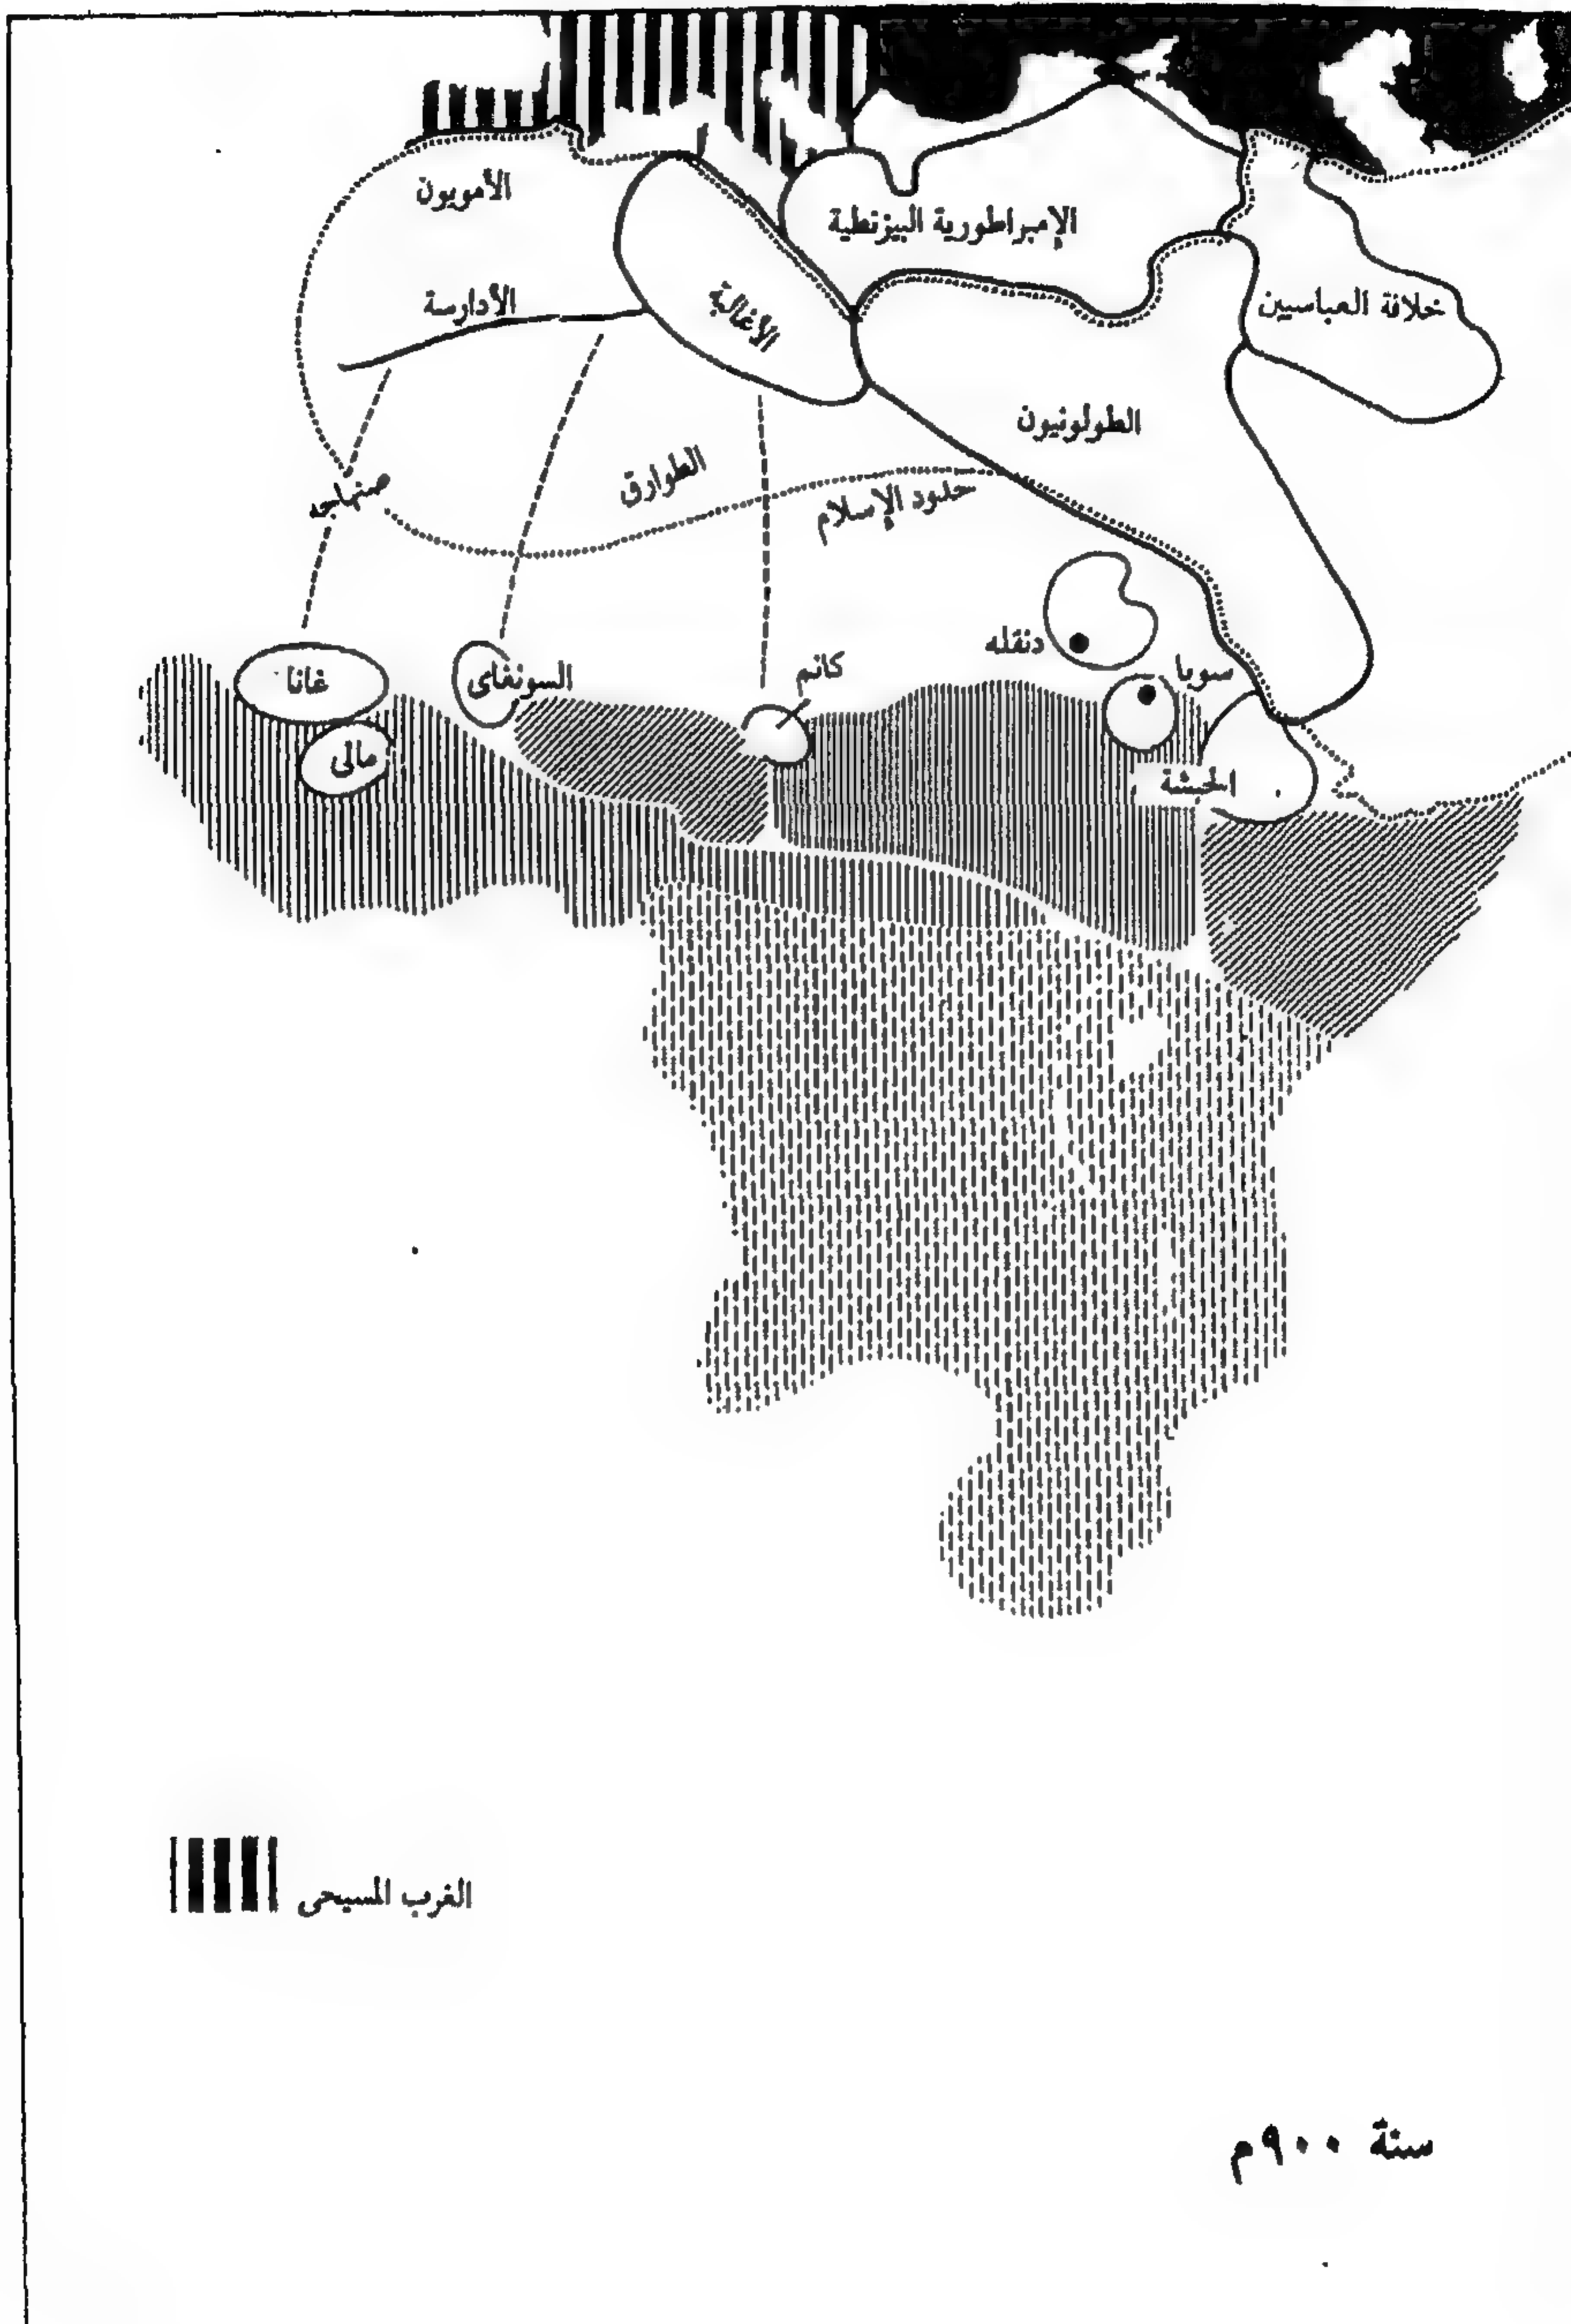 الأمويون
الإمبراطورية البيزنطية
الأدارسة
الأغالبة
خلافة العباسيين
الطولونيون
الطوارق
صنهاجه
حدود الإسلام
دنقله
كانم
سوبا
غانا
السونغاى
مالى
الحبشة
الغرب المسيحى
سنة ٩٠٠م